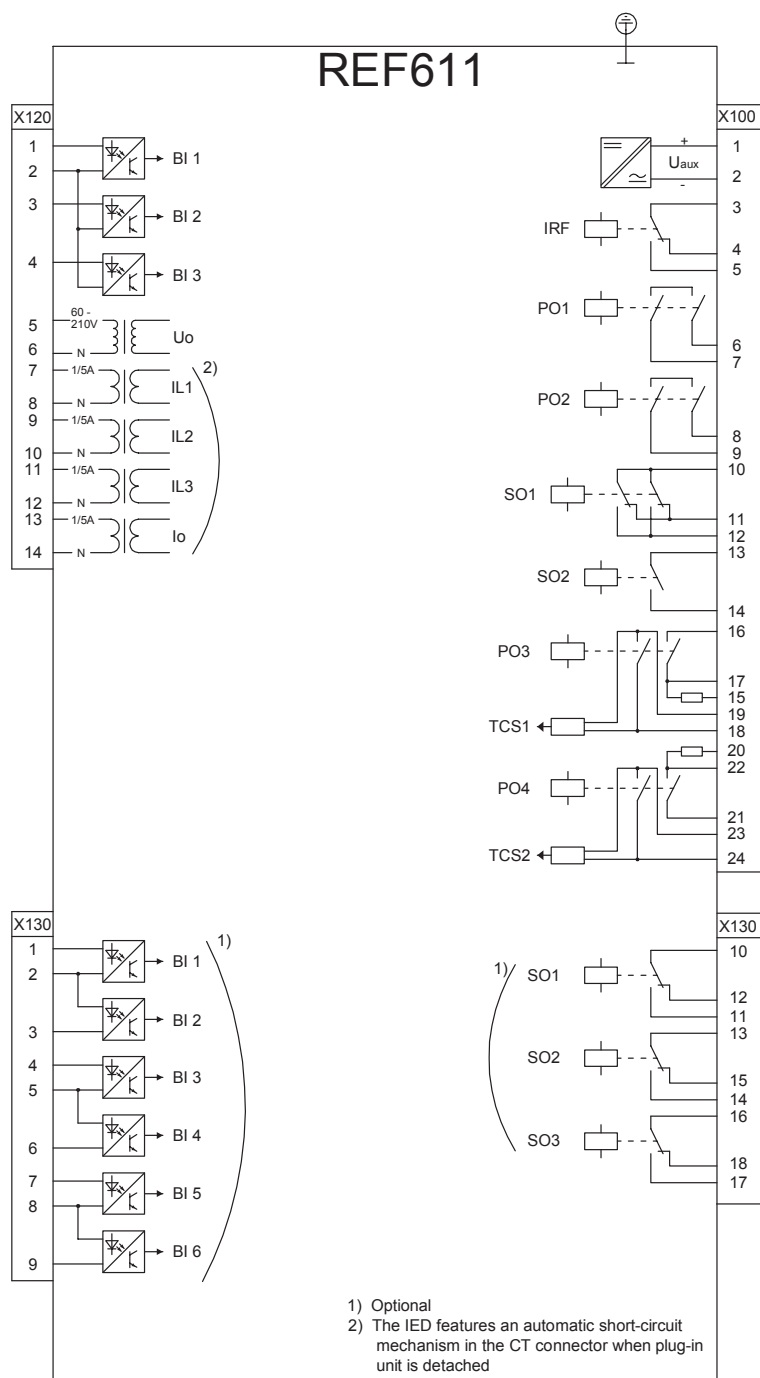 REF611
X120
1
2
3
4
5
6
7
8
9
10
11
12
13
14
BI 1
BI 2
BI 3
60 -
210V
N
Uo
1/5A
N
IL1
2)
1/5A
N
IL2
1/5A
N
IL3
1/5A
N
Io
X100
+
Uaux
-
1
2
IRF
3
4
5
PO1
6
7
PO2
8
9
SO1
10
11
12
SO2
13
14
PO3
16
17
15
TCS1
19
18
20
22
PO4
21
23
TCS2
24
X130
1
2
3
4
5
6
7
8
9
BI 1
BI 2
BI 3
BI 4
BI 5
BI 6
1)
X130
1)
SO1
10
12
11
SO2
13
15
14
SO3
16
18
17
1) Optional
2) The IED features an automatic short-circuit
mechanism in the CT connector when plug-in
unit is detached